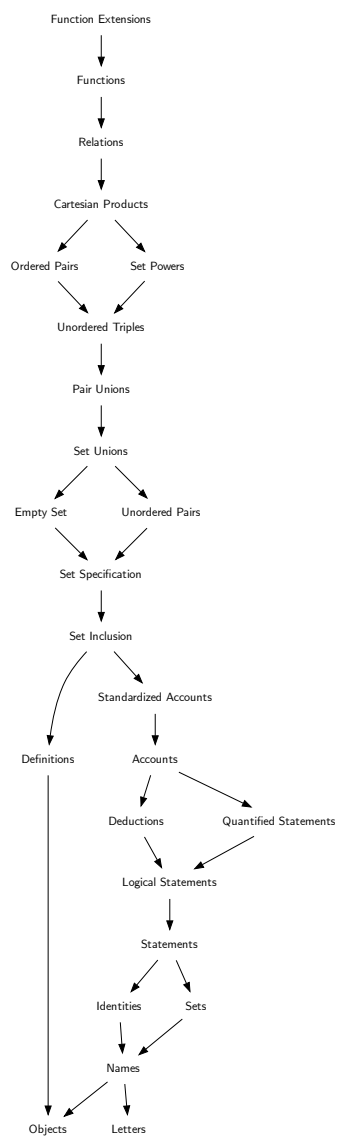 Function Extensions
Functions
Relations
Cartesian Products
Ordered Pairs
Set Powers
Unordered Triples
Pair Unions
Set Unions
Empty Set
Unordered Pairs
Set Specification
Set Inclusion
Standardized Accounts
Definitions
Accounts
Deductions
Quantified Statements
Logical Statements
Statements
Identities
Sets
Names
Objects
Letters